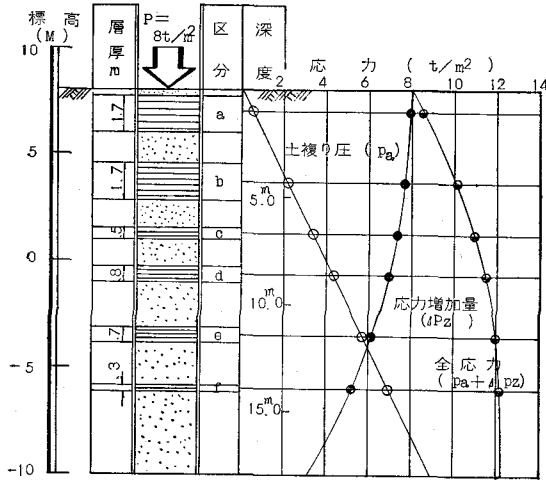 標高
(M)
層厚m
P=
8t/m²
区分
深度
応力 (t/m²)
2 4 6 8 10 12 14
10
1.7
a
土複り圧 (pa)
5
1.7
b
m
5.0
.5
c
0
.8
d
m
10.0
応力増加量
(ΔPz)
.7
e
全応力
(pa+Δpz)
-5
.3
f
m
15.0
-10